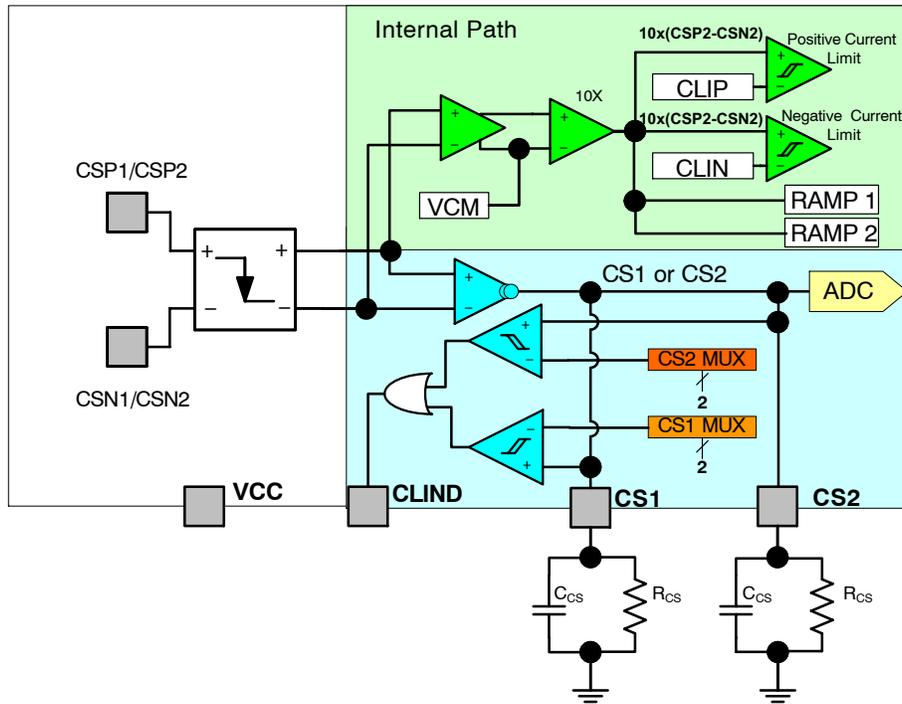 Internal Path
10x(CSP2-CSN2)
Positive Current
Limit
CLIP
10X
10x(CSP2-CSN2)
Negative Current
Limit
CLIN
VCM
RAMP 1
RAMP 2
CSP1/CSP2
+
+
−
−
CSN1/CSN2
CS1 or CS2
ADC
CS2 MUX
2
CS1 MUX
2
VCC
CLIND
CS1
CS2
CCS
RCS
CCS
RCS